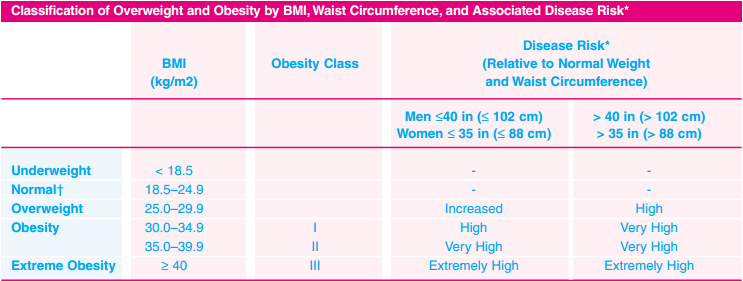 Classification of Overweight and Obesity by BMI, Waist Circumference, and Associated Disease Risk*
BMI
(kg/m2)
Obesity Class
Disease Risk*
(Relative to Normal Weight
and Waist Circumference)
Men ≤40 in (≤ 102 cm)
Women ≤ 35 in (≤ 88 cm)
> 40 in (> 102 cm)
> 35 in (> 88 cm)
Underweight < 18.5 - -
Normal† 18.5–24.9 - -
Overweight 25.0–29.9 Increased High
Obesity 30.0–34.9 I High Very High
35.0–39.9 II Very High Very High
Extreme Obesity ≥ 40 III Extremely High Extremely High